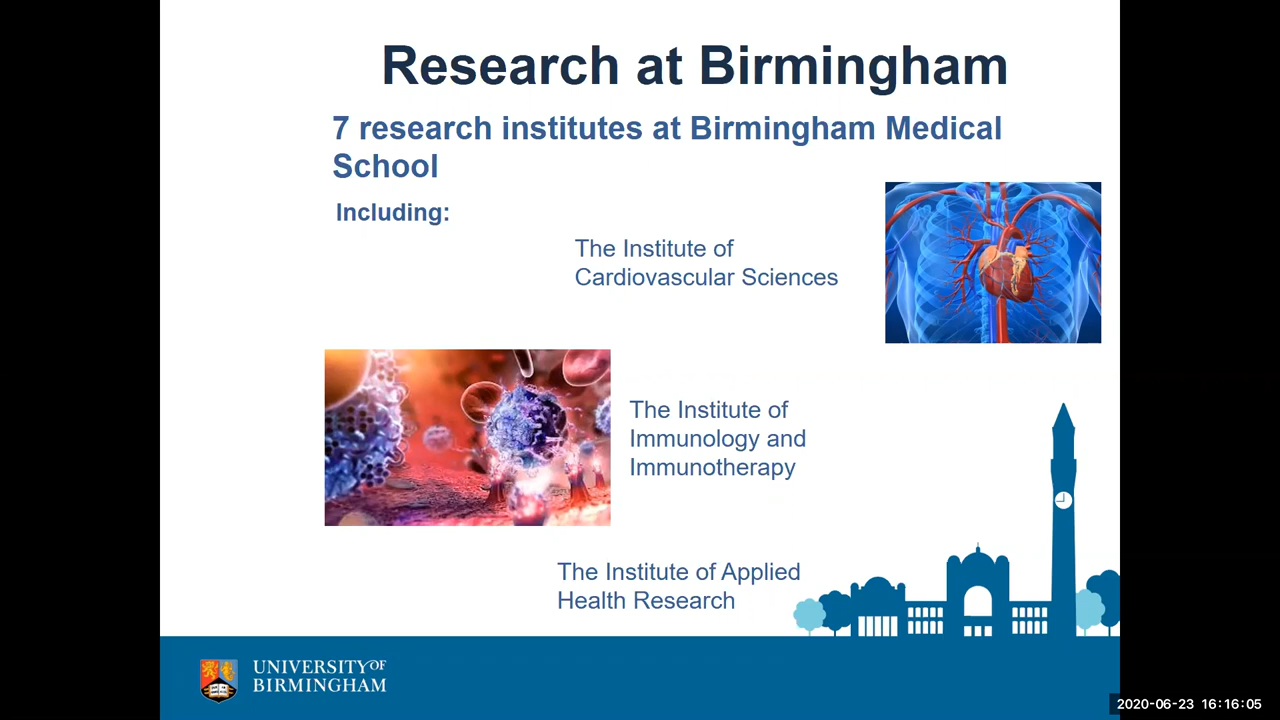 Research at Birmingham
7 research institutes at Birmingham Medical
School
Including:
The Institute of
Cardiovascular Sciences
The Institute of
Immunology and
Immunotherapy
The Institute of Applied
Health Research
UNIVERSITY OF
BIRMINGHAM
2020-06-23 16:16:05